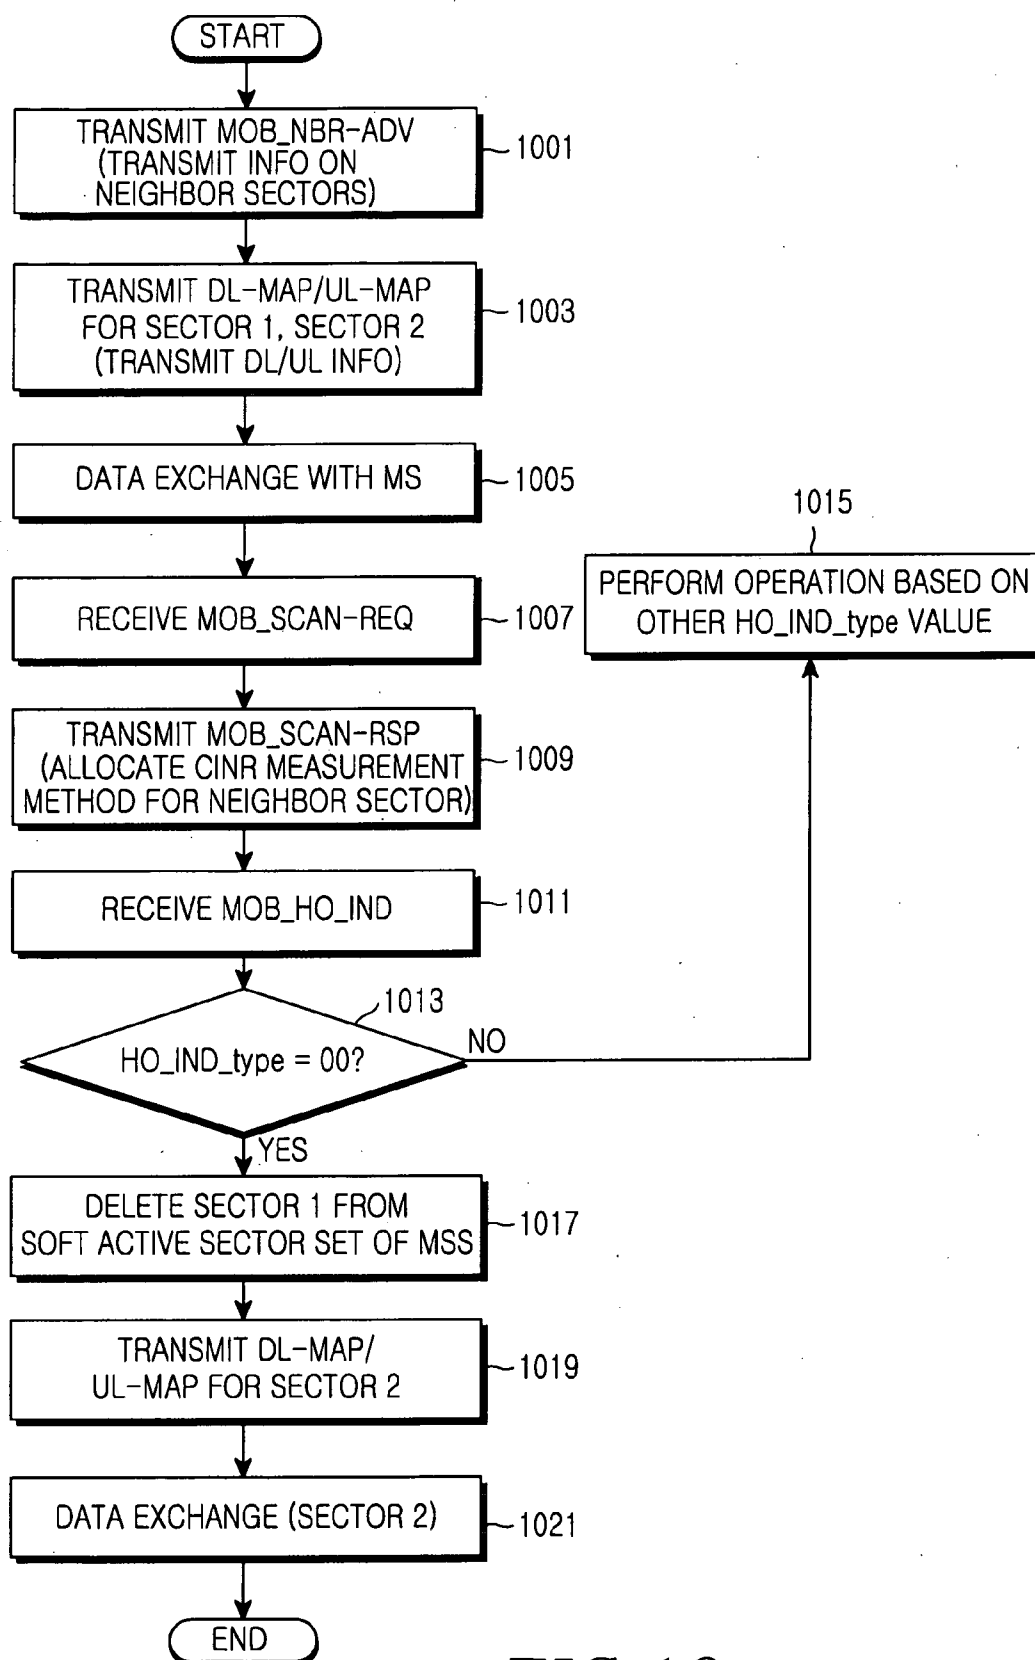 START
TRANSMIT MOB_NBR-ADV
(TRANSMIT INFO ON
NEIGHBOR SECTORS)
1001
TRANSMIT DL-MAP/UL-MAP
FOR SECTOR 1, SECTOR 2
(TRANSMIT DL/UL INFO)
1003
DATA EXCHANGE WITH MS
1005
RECEIVE MOB_SCAN-REQ
1007
TRANSMIT MOB_SCAN-RSP
(ALLOCATE CINR MEASUREMENT
METHOD FOR NEIGHBOR SECTOR)
1009
RECEIVE MOB_HO_IND
1011
HO_IND_type = 00?
1013
NO
1015
PERFORM OPERATION BASED ON
OTHER HO_IND_type VALUE
YES
DELETE SECTOR 1 FROM
SOFT ACTIVE SECTOR SET OF MSS
1017
TRANSMIT DL-MAP/
UL-MAP FOR SECTOR 2
1019
DATA EXCHANGE (SECTOR 2)
1021
END